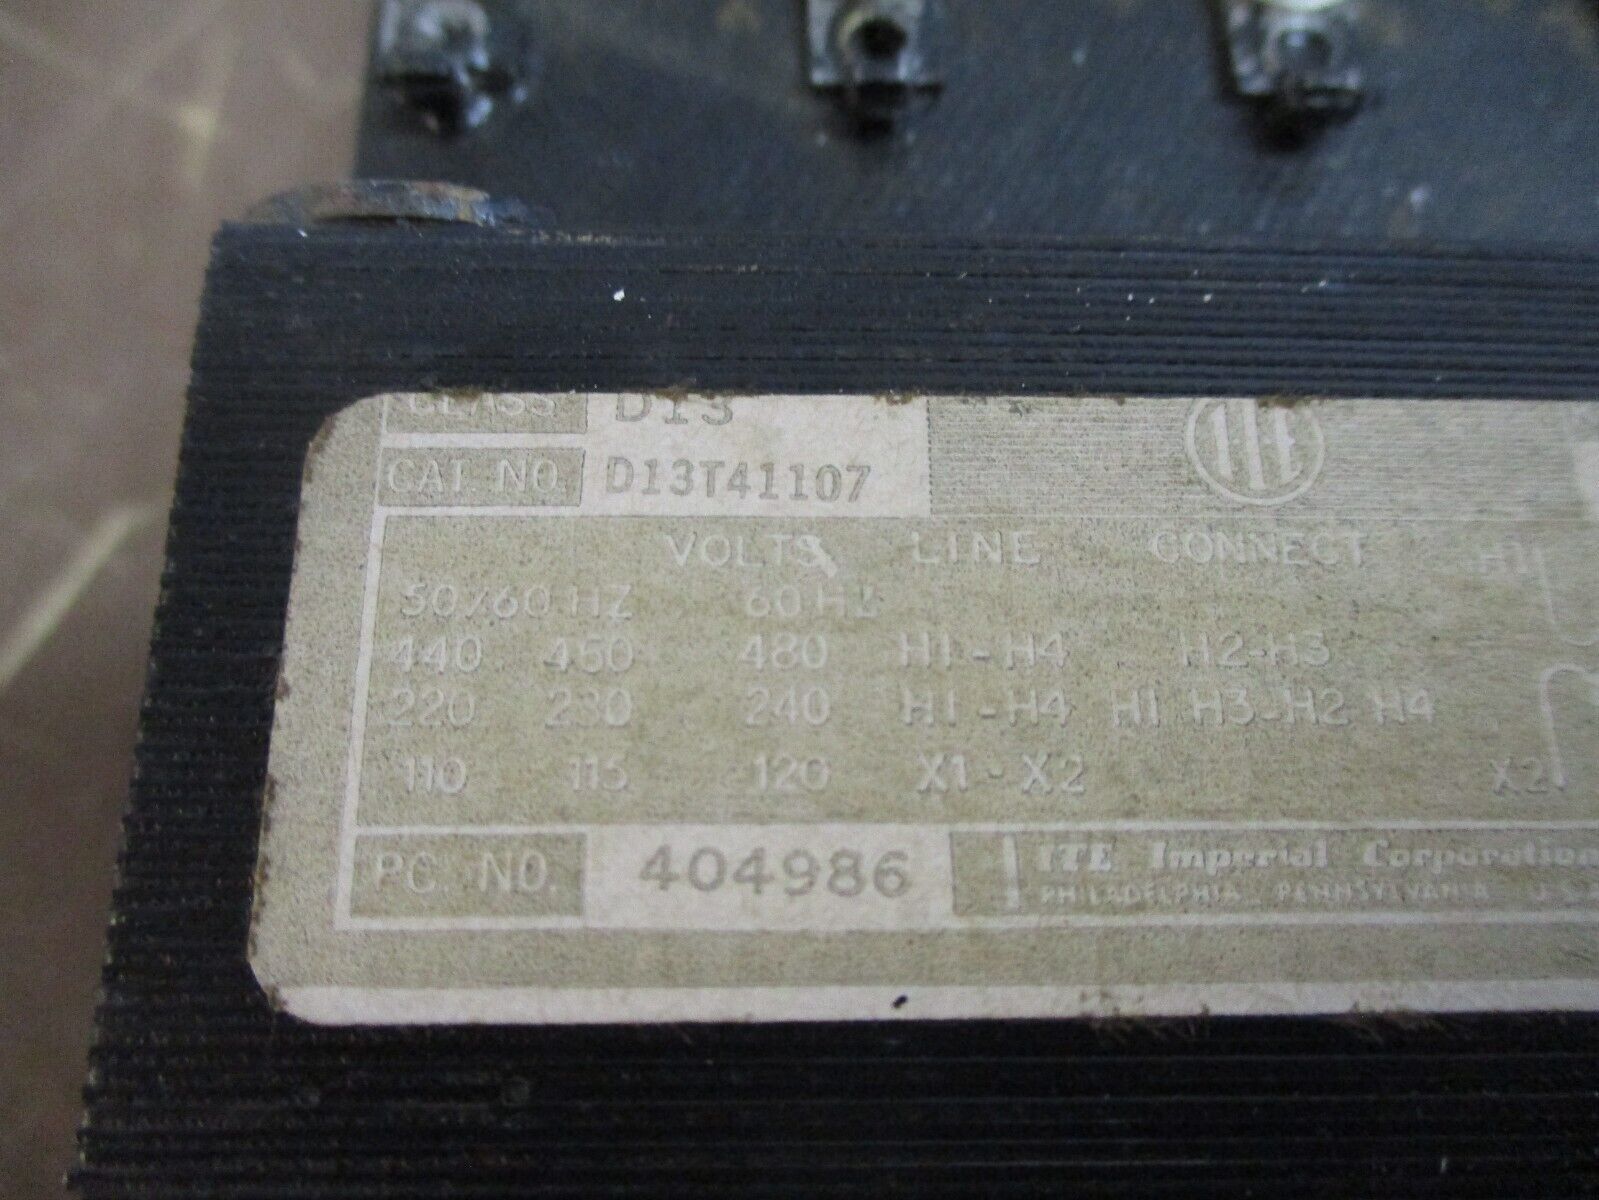 CLASS D13
CAT. NO. D13T41107
ITE
VOLTS LINE CONNECT
50/60 HZ 60 HZ
440 450 480 H1-H4 H2-H3
220 230 240 H1-H4 H1 H3-H2 H4
110 115 120 X1-X2
H1
X2
PC. NO. 404986
ITE Imperial Corporation
PHILADELPHIA, PENNSYLVANIA